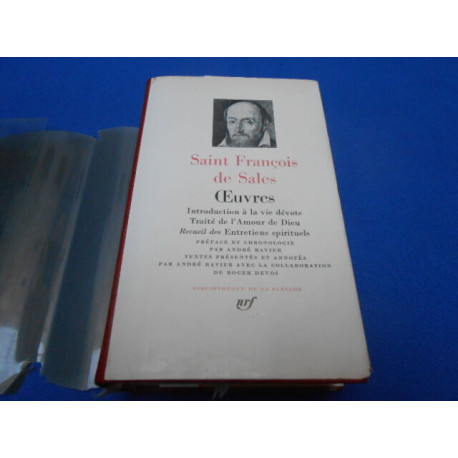 Saint François
de Sales
Œuvres
Introduction à la vie dévote
Traité de l'Amour de Dieu
Recueil des Entretiens spirituels
PRÉFACE ET CHRONOLOGIE
PAR ANDRÉ RAVIER
TEXTES PRÉSENTÉS ET ANNOTÉS
PAR ANDRÉ RAVIER AVEC LA COLLABORATION
DE ROGER DEVOS
BIBLIOTHÈQUE DE LA PLÉIADE
nrf